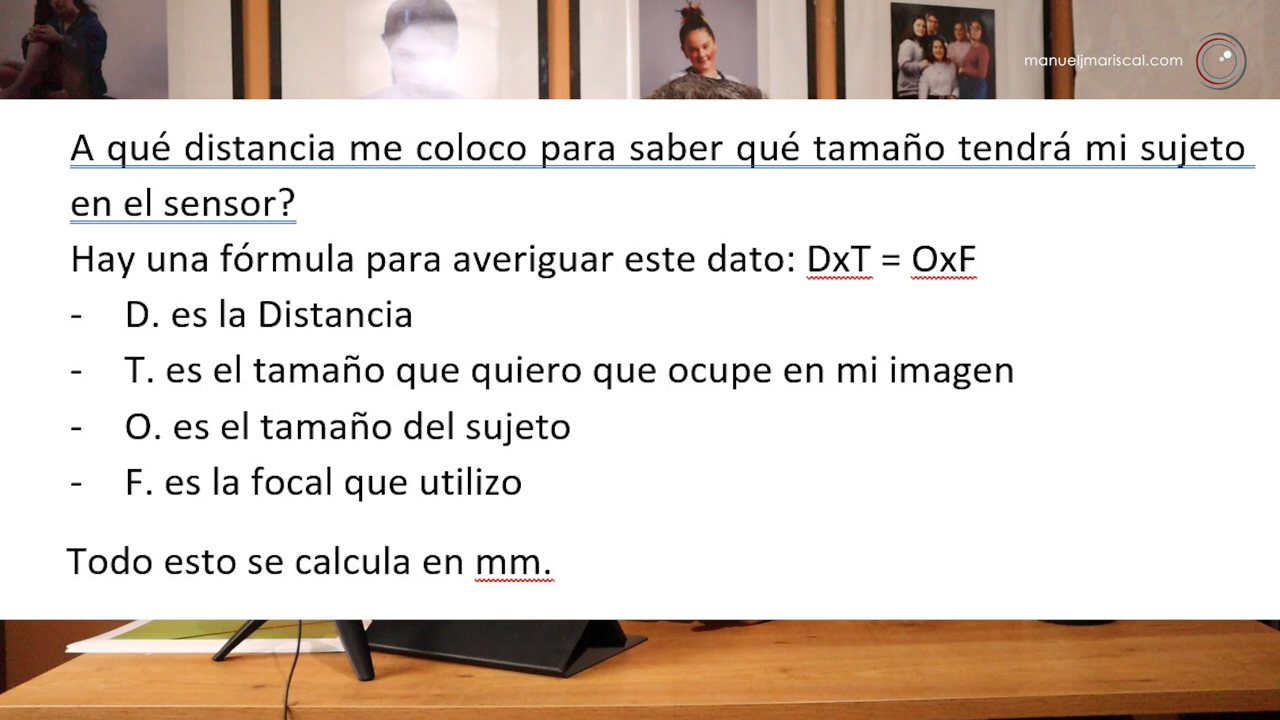 manueljmariscal.com
A qué distancia me coloco para saber qué tamaño tendrá mi sujeto
en el sensor?
Hay una fórmula para averiguar este dato: DxT = OxF
- D. es la Distancia
- T. es el tamaño que quiero que ocupe en mi imagen
- O. es el tamaño del sujeto
- F. es la focal que utilizo
Todo esto se calcula en mm.